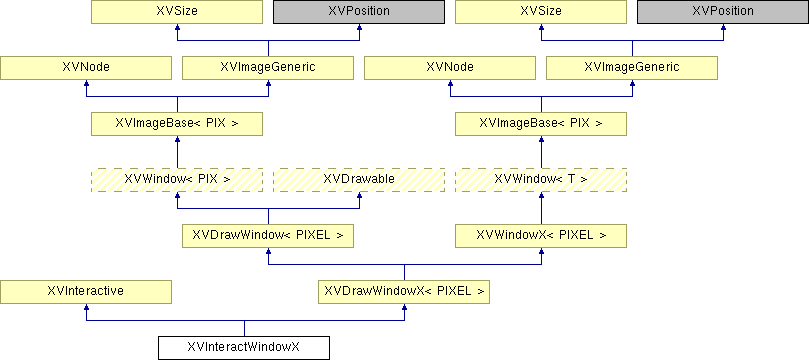 XVSize
XVPosition
XVSize
XVPosition
XVNode
XVImageGeneric
XVNode
XVImageGeneric
XVImageBase< PIX >
XVImageBase< PIX >
XVWindow< PIX >
XVDrawable
XVWindow< T >
XVDrawWindow< PIXEL >
XVWindowX< PIXEL >
XVInteractive
XVDrawWindowX< PIXEL >
XVInteractWindowX